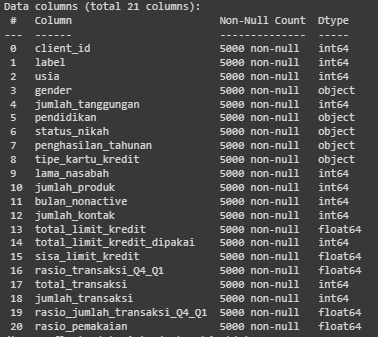 Data columns (total 21 columns):
 #   Column                       Non-Null Count  Dtype
---  ------                       --------------  -----
 0   client_id                    5000 non-null   int64
 1   label                        5000 non-null   int64
 2   usia                         5000 non-null   int64
 3   gender                       5000 non-null   object
 4   jumlah_tanggungan            5000 non-null   int64
 5   pendidikan                   5000 non-null   object
 6   status_nikah                 5000 non-null   object
 7   penghasilan_tahunan          5000 non-null   object
 8   tipe_kartu_kredit            5000 non-null   object
 9   lama_nasabah                 5000 non-null   int64
 10  jumlah_produk                5000 non-null   int64
 11  bulan_nonactive              5000 non-null   int64
 12  jumlah_kontak                5000 non-null   int64
 13  total_limit_kredit           5000 non-null   float64
 14  total_limit_kredit_dipakai   5000 non-null   int64
 15  sisa_limit_kredit            5000 non-null   float64
 16  rasio_transaksi_Q4_Q1        5000 non-null   float64
 17  total_transaksi              5000 non-null   int64
 18  jumlah_transaksi             5000 non-null   int64
 19  rasio_jumlah_transaksi_Q4_Q1 5000 non-null   float64
 20  rasio_pemakaian              5000 non-null   float64